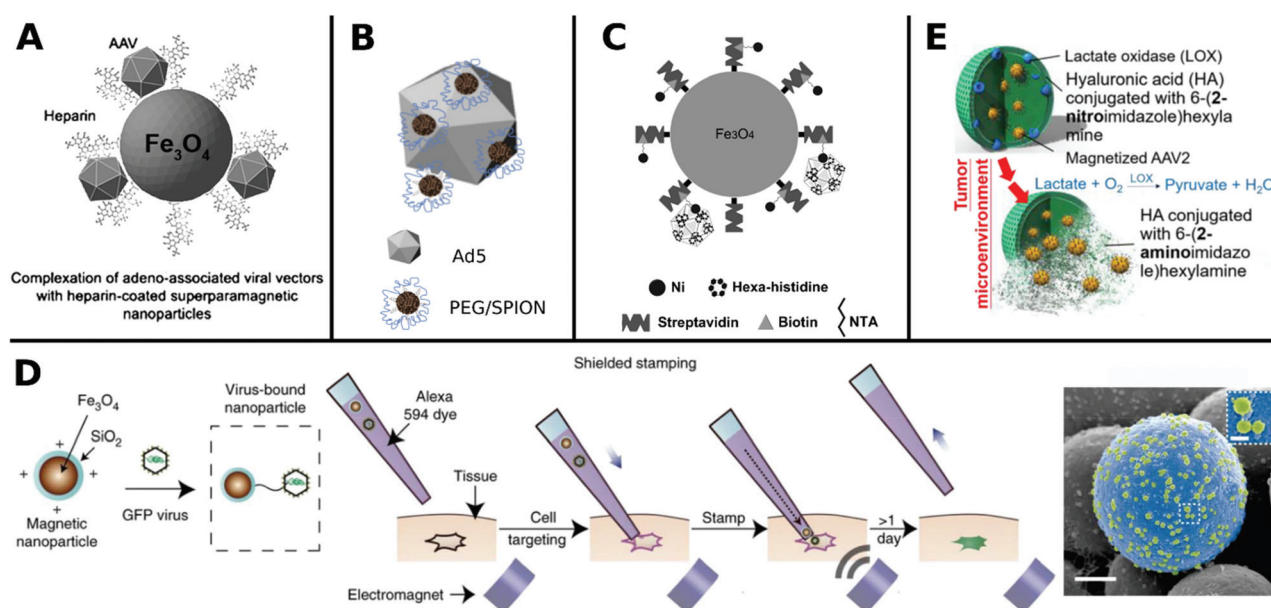 A
AAV
Heparin
Fe₃O₄
Complexation of adeno-associated viral vectors
with heparin-coated superparamagnetic
nanoparticles
B
Ad5
PEG/SPION
C
Fe₃O₄
Ni
Hexa-histidine
Streptavidin
Biotin
NTA
E
Lactate oxidase (LOX)
Hyaluronic acid (HA)
conjugated with 6-(2-
nitroimidazole)hexyla
mine
Magnetized AAV2
Tumor
microenvironment
Lactate + O₂ LOX Pyruvate + H₂O
HA conjugated
with 6-(2-
aminoimidazo
le)hexylamine
D
Shielded stamping
Fe₃O₄
SiO₂
+ + + +
Magnetic
nanoparticle
GFP virus
Virus-bound
nanoparticle
Alexa
594 dye
Tissue
Cell
targeting
Stamp
>1
day
Electromagnet